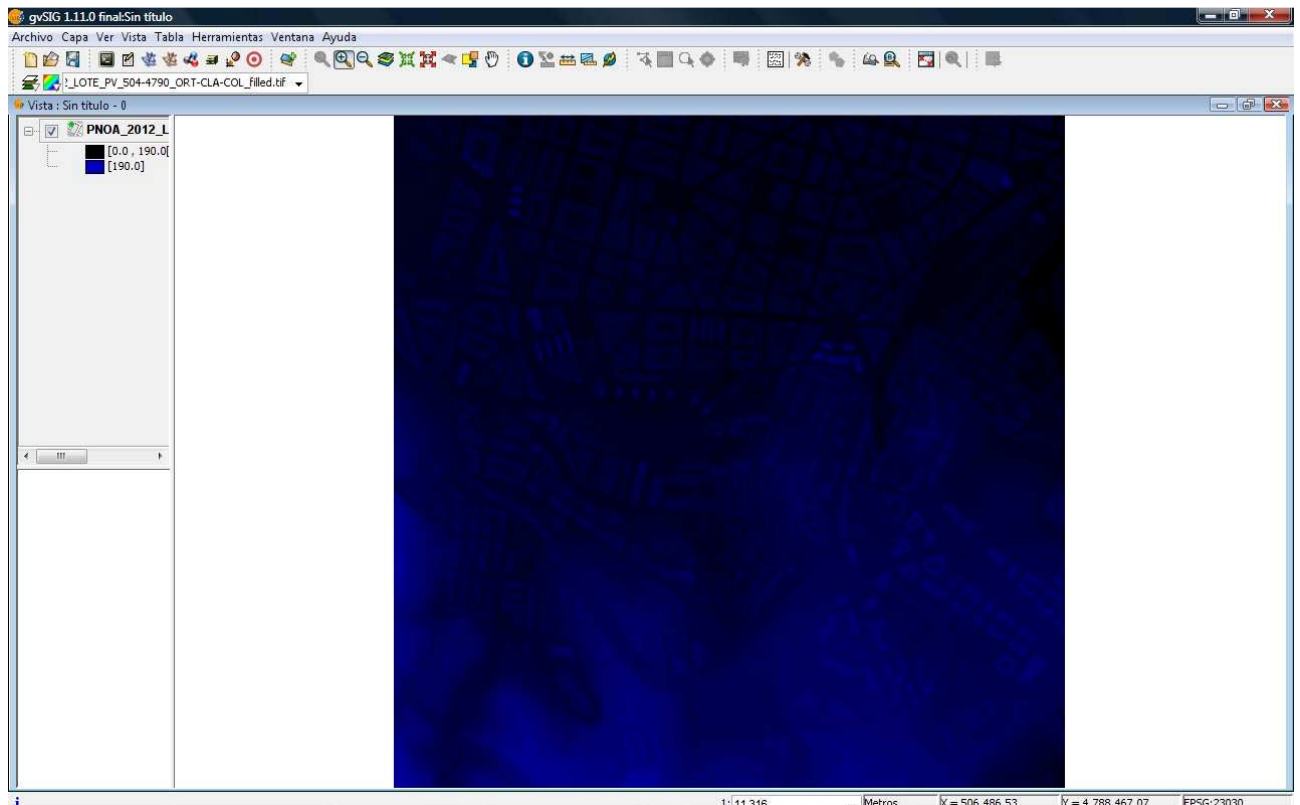 gvSIG 1.11.0 final:Sin título
Archivo Capa Ver Vista Tabla Herramientas Ventana Ayuda
:_LOTE_PV_504-4790_ORT-CLA-COL_filled.tif
Vista : Sin título - 0
PNOA_2012_L
[0.0 , 190.0[
[190.0]
1: 11.316 Metros X = 506.486,53 Y = 4.788.467,07 EPSG:23030